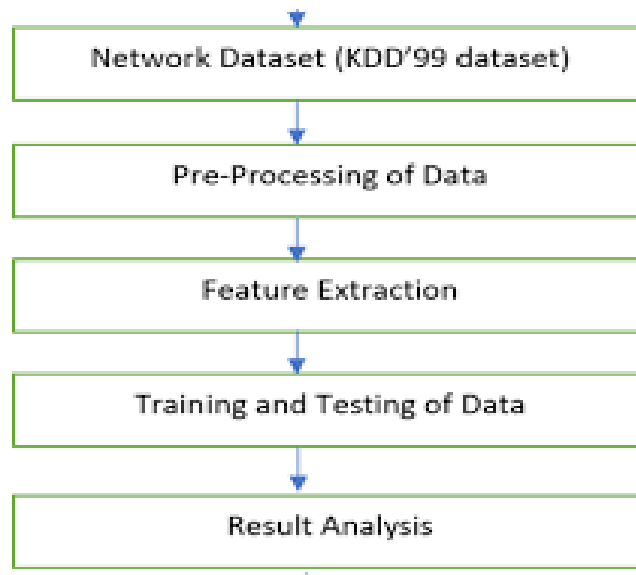 Network Dataset (KDD'99 dataset)
Pre-Processing of Data
Feature Extraction
Training and Testing of Data
Result Analysis